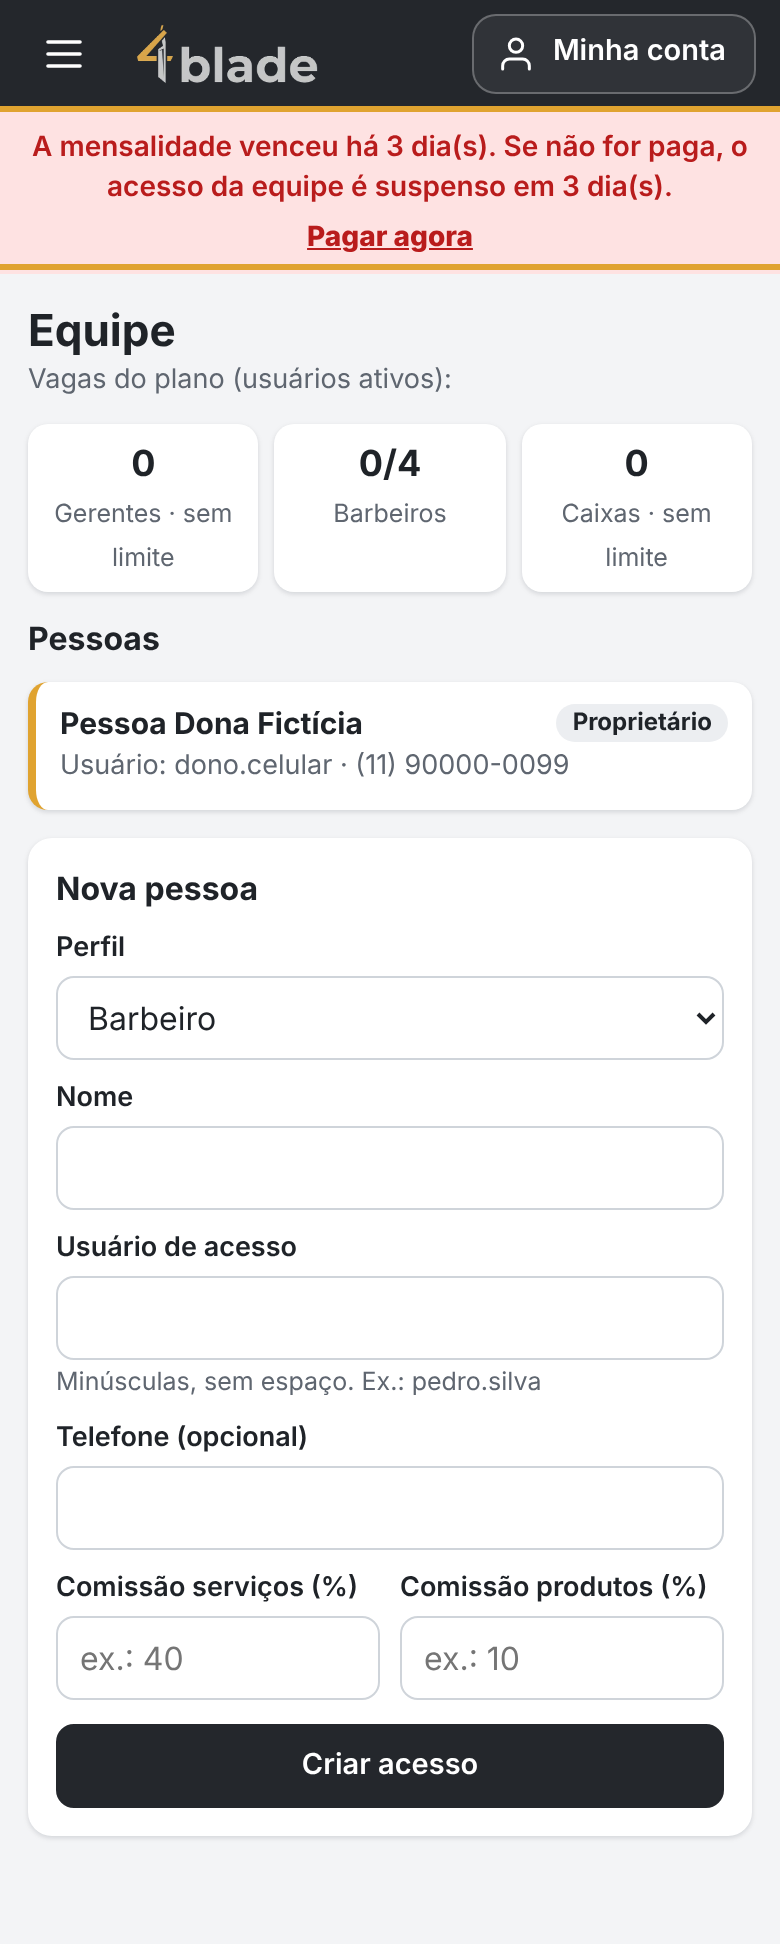 4blade
Minha conta
A mensalidade venceu há 3 dia(s). Se não for paga, o
acesso da equipe é suspenso em 3 dia(s).
Pagar agora
Equipe
Vagas do plano (usuários ativos):
0
Gerentes · sem
limite
0/4
Barbeiros
0
Caixas · sem
limite
Pessoas
Pessoa Dona Fictícia
Proprietário
Usuário: dono.celular · (11) 90000-0099
Nova pessoa
Perfil
Barbeiro
Nome
Usuário de acesso
Minúsculas, sem espaço. Ex.: pedro.silva
Telefone (opcional)
Comissão serviços (%)
Comissão produtos (%)
ex.: 40
ex.: 10
Criar acesso